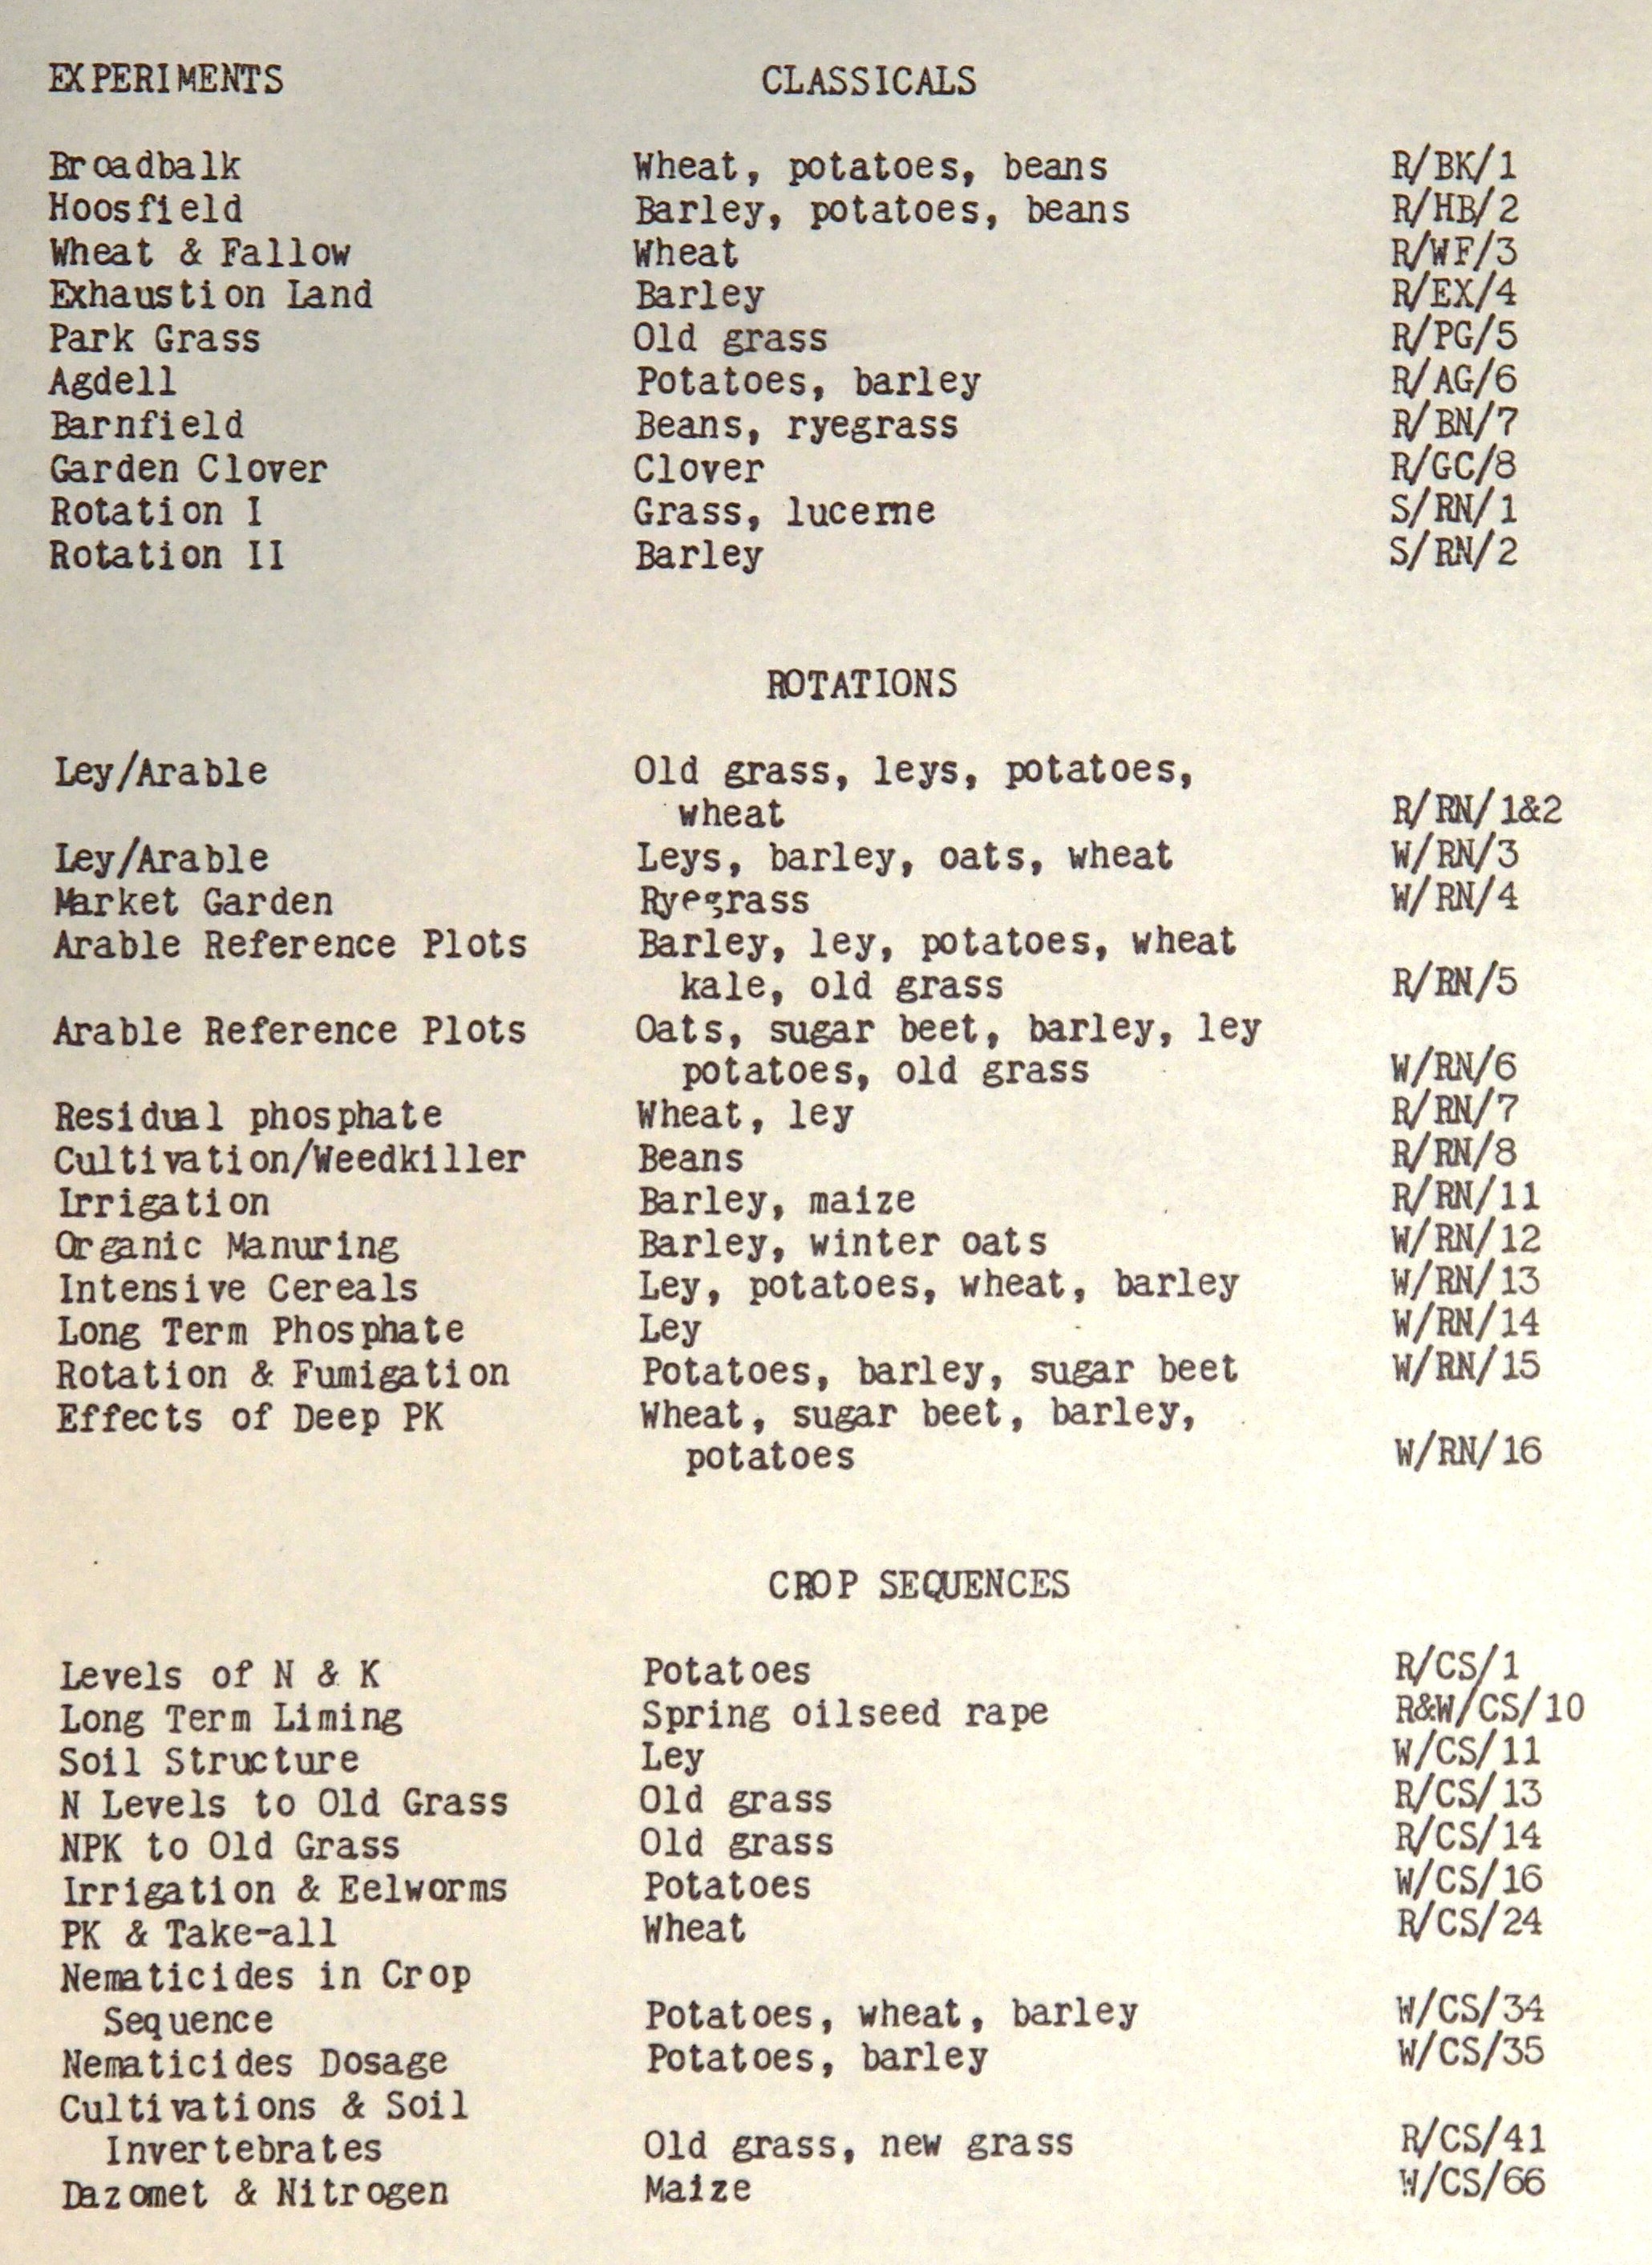 EXPERIMENTS CLASSICALS
Broadbalk Wheat, potatoes, beans R/BK/1
Hoosfield Barley, potatoes, beans R/HB/2
Wheat & Fallow Wheat R/WF/3
Exhaustion Land Barley R/EX/4
Park Grass Old grass R/PG/5
Agdell Potatoes, barley R/AG/6
Barnfield Beans, ryegrass R/BN/7
Garden Clover Clover R/GC/8
Rotation I Grass, lucerne S/RN/1
Rotation II Barley S/RN/2
ROTATIONS
Ley/Arable Old grass, leys, potatoes,
wheat R/RN/1&2
Ley/Arable Leys, barley, oats, wheat W/RN/3
Market Garden Ryegrass W/RN/4
Arable Reference Plots Barley, ley, potatoes, wheat
kale, old grass R/RN/5
Arable Reference Plots Oats, sugar beet, barley, ley
potatoes, old grass W/RN/6
Residual phosphate Wheat, ley R/RN/7
Cultivation/Weedkiller Beans R/RN/8
Irrigation Barley, maize R/RN/11
Organic Manuring Barley, winter oats W/RN/12
Intensive Cereals Ley, potatoes, wheat, barley W/RN/13
Long Term Phosphate Ley W/RN/14
Rotation & Fumigation Potatoes, barley, sugar beet W/RN/15
Effects of Deep PK Wheat, sugar beet, barley,
potatoes W/RN/16
CROP SEQUENCES
Levels of N & K Potatoes R/CS/1
Long Term Liming Spring oilseed rape R&W/CS/10
Soil Structure Ley W/CS/11
N Levels to Old Grass Old grass R/CS/13
NPK to Old Grass Old grass R/CS/14
Irrigation & Eelworms Potatoes W/CS/16
PK & Take-all Wheat R/CS/24
Nematicides in Crop
Sequence Potatoes, wheat, barley W/CS/34
Nematicides Dosage Potatoes, barley W/CS/35
Cultivations & Soil
Invertebrates Old grass, new grass R/CS/41
Dazomet & Nitrogen Maize W/CS/66